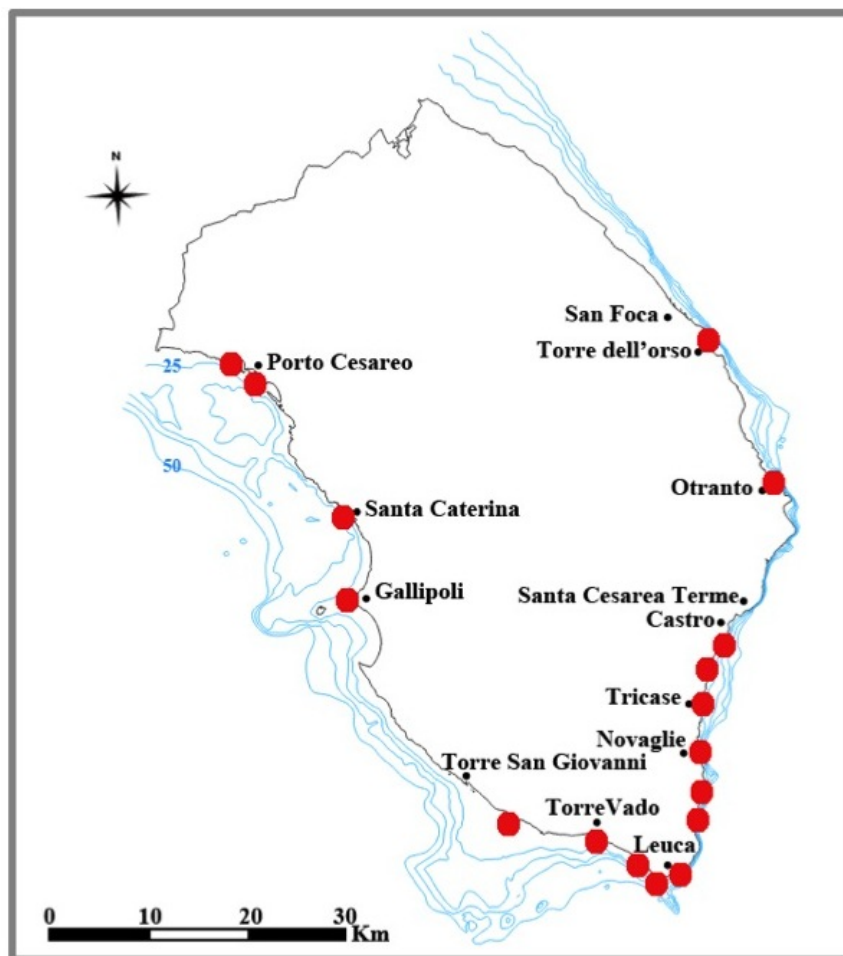 N
San Foca
Torre dell'orso
25
Porto Cesareo
50
Otranto
Santa Caterina
Gallipoli
Santa Cesarea Terme
Castro
Tricase
Novaglie
Torre San Giovanni
TorreVado
Leuca
0 10 20 30
Km